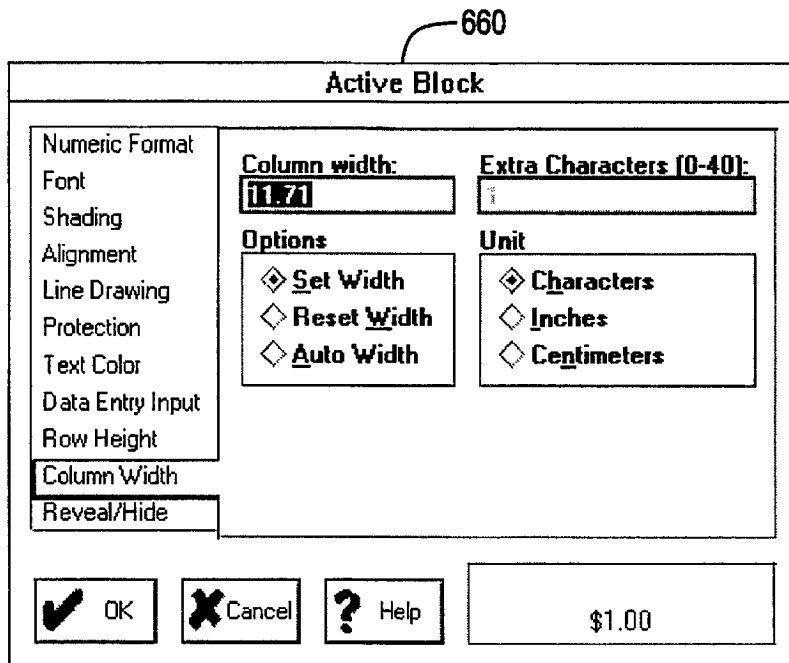 660
Active Block
Numeric Format
Font
Shading
Alignment
Line Drawing
Protection
Text Color
Data Entry Input
Row Height
Column Width
Reveal/Hide
Column width:
11.71
Extra Characters (0-40):
1
Options
Set Width
Reset Width
Auto Width
Unit
Characters
Inches
Centimeters
OK
Cancel
? Help
$1.00